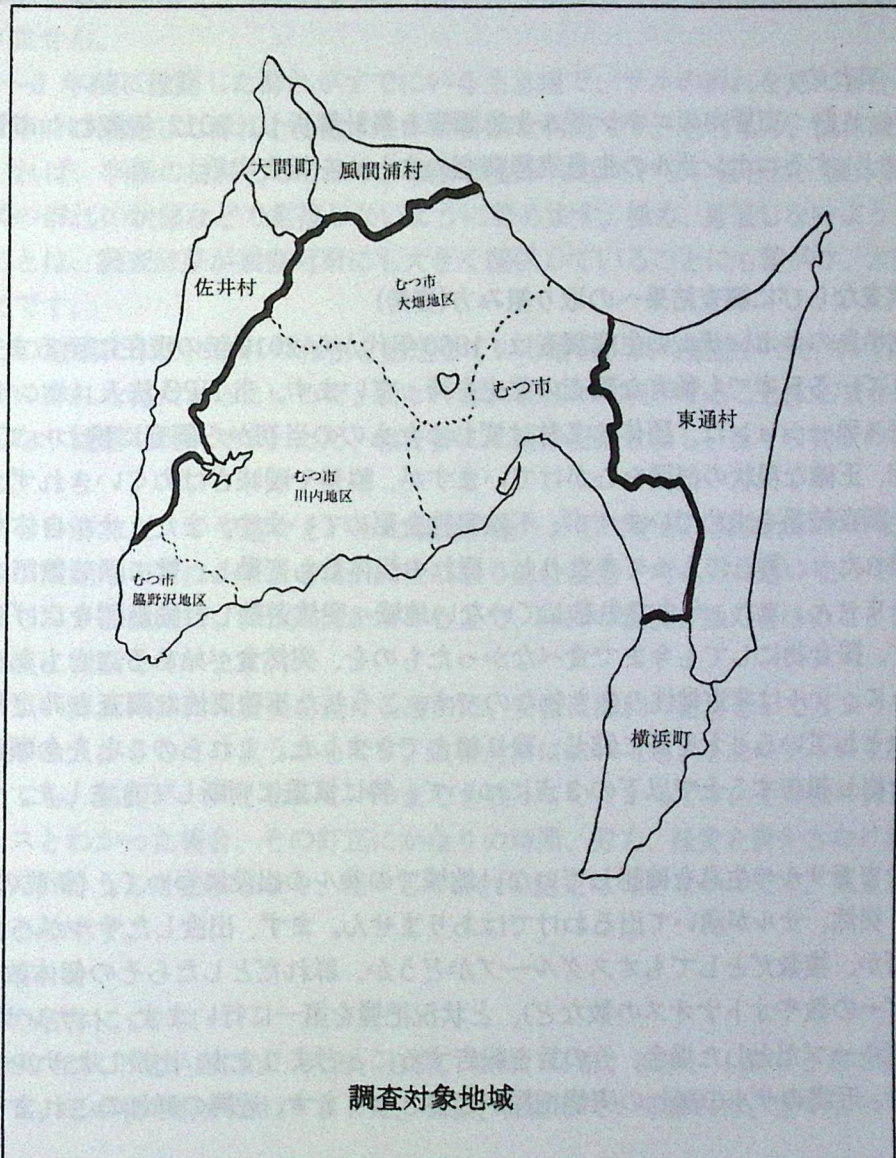 大間町
風間浦村
佐井村
むつ市
大畑地区
むつ市
東通村
むつ市
川内地区
むつ市
脇野沢地区
横浜町
調査対象地域